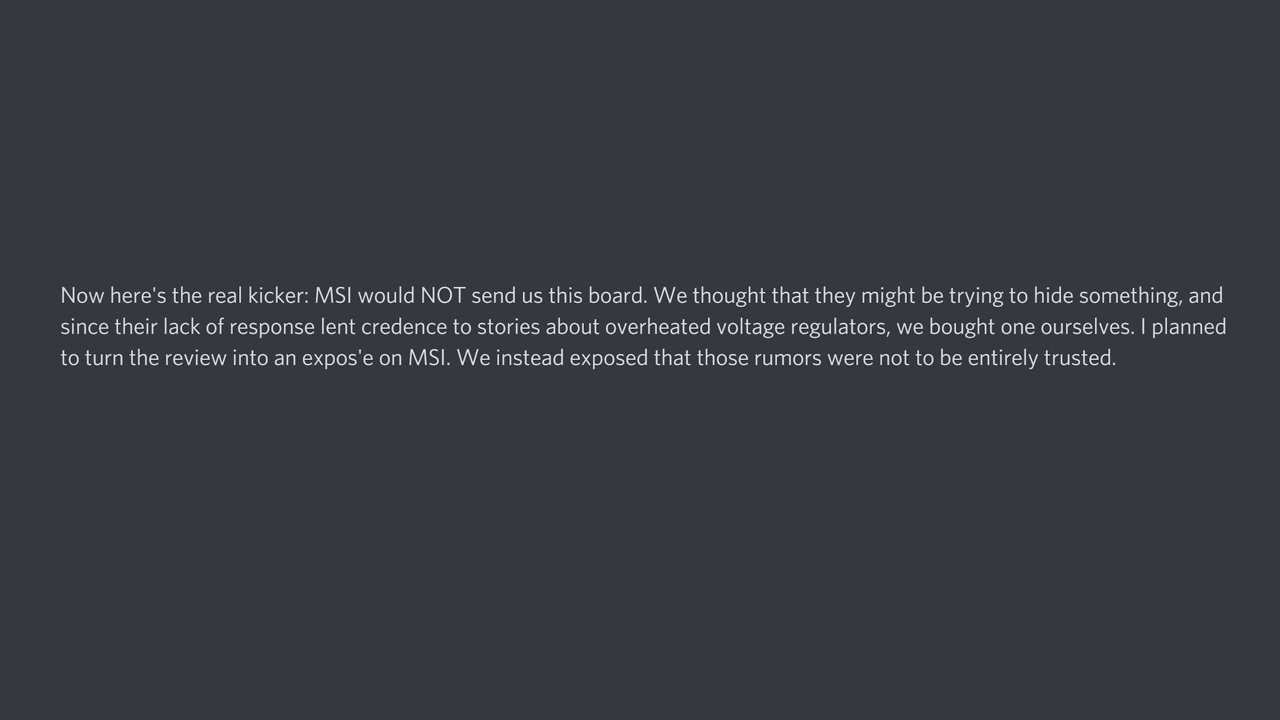 Now here's the real kicker: MSI would NOT send us this board. We thought that they might be trying to hide something, and
since their lack of response lent credence to stories about overheated voltage regulators, we bought one ourselves. I planned
to turn the review into an expos'e on MSI. We instead exposed that those rumors were not to be entirely trusted.